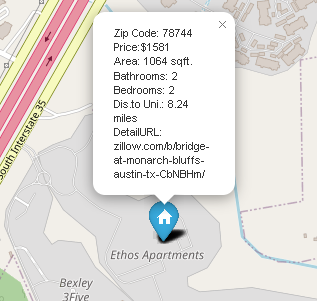 Zip Code: 78744
Price:$1581
Area: 1064 sqft.
Bathrooms: 2
Bedrooms: 2
Dis.to Uni.: 8.24
miles
DetailURL:
zillow.com/b/bridge-
at-monarch-bluffs-
austin-tx-CbNBHm/
South Interstate 35
Ethos Apartments
Bexley
3Five